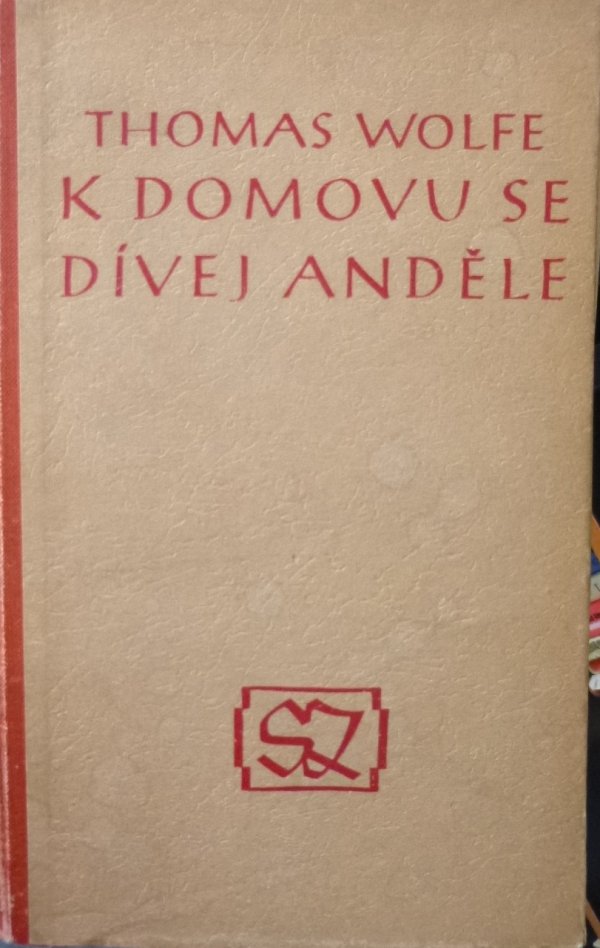 THOMAS WOLFE
K DOMOVU SE
DÍVEJ ANDĚLE
SZ